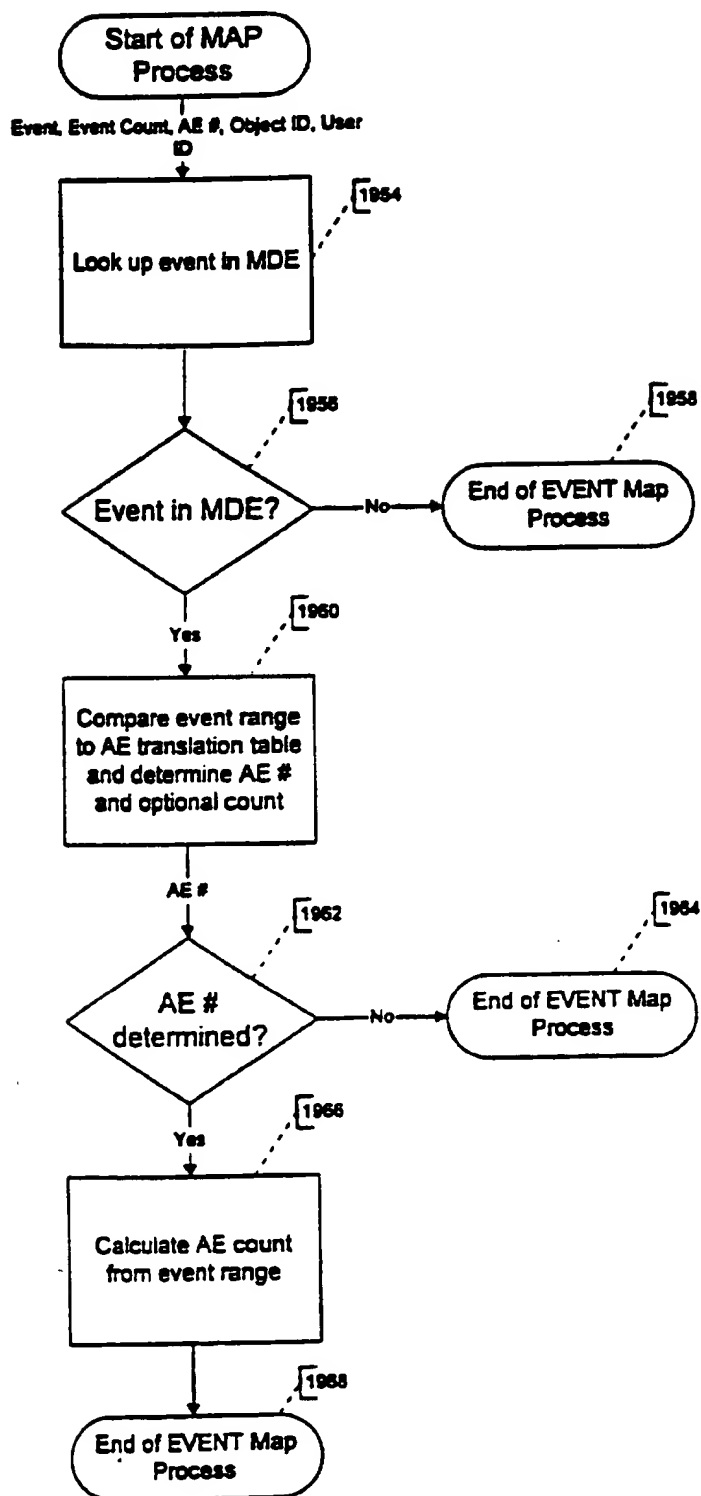 Start of MAP
Process
Event, Event Count, AE #, Object ID, User
ID
1954
Look up event in MDE
1956
1958
Event in MDE?
No
End of EVENT Map
Process
Yes
1960
Compare event range
to AE translation table
and determine AE #
and optional count
AE #
1962
1964
AE #
determined?
No
End of EVENT Map
Process
Yes
1966
Calculate AE count
from event range
1968
End of EVENT Map
Process